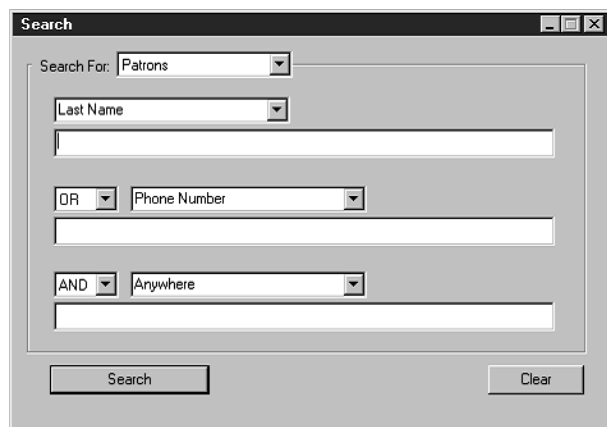 Search
Search For: Patrons
Last Name
OR Phone Number
AND Anywhere
Search Clear